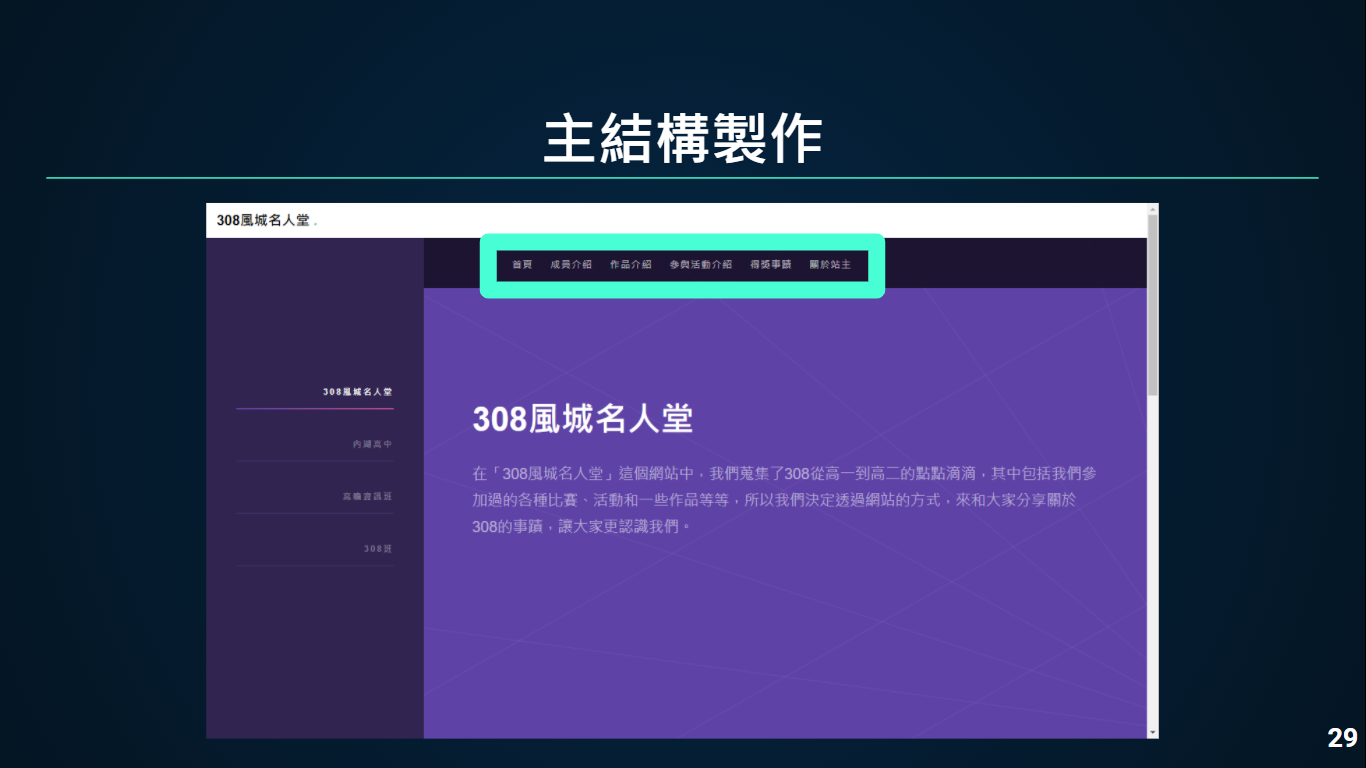 主結構製作
308風城名人堂 .
首頁 成員介紹 作品介紹 參與活動介紹 得獎事蹟 關於站主
308風城名人堂
內湖高中
高職資訊班
308班
308風城名人堂
在「308風城名人堂」這個網站中，我們蒐集了308從高一到高二的點點滴滴，其中包括我們參
加過的各種比賽、活動和一些作品等等，所以我們決定透過網站的方式，來和大家分享關於
308的事蹟，讓大家更認識我們。
29